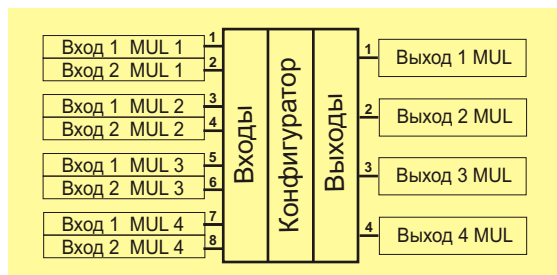 Вход 1 MUL 1
1
Вход 2 MUL 1
2
Вход 1 MUL 2
3
Вход 2 MUL 2
4
Вход 1 MUL 3
5
Вход 2 MUL 3
6
Вход 1 MUL 4
7
Вход 2 MUL 4
8
Входы
Конфигуратор
Выходы
1
Выход 1 MUL
2
Выход 2 MUL
3
Выход 3 MUL
4
Выход 4 MUL